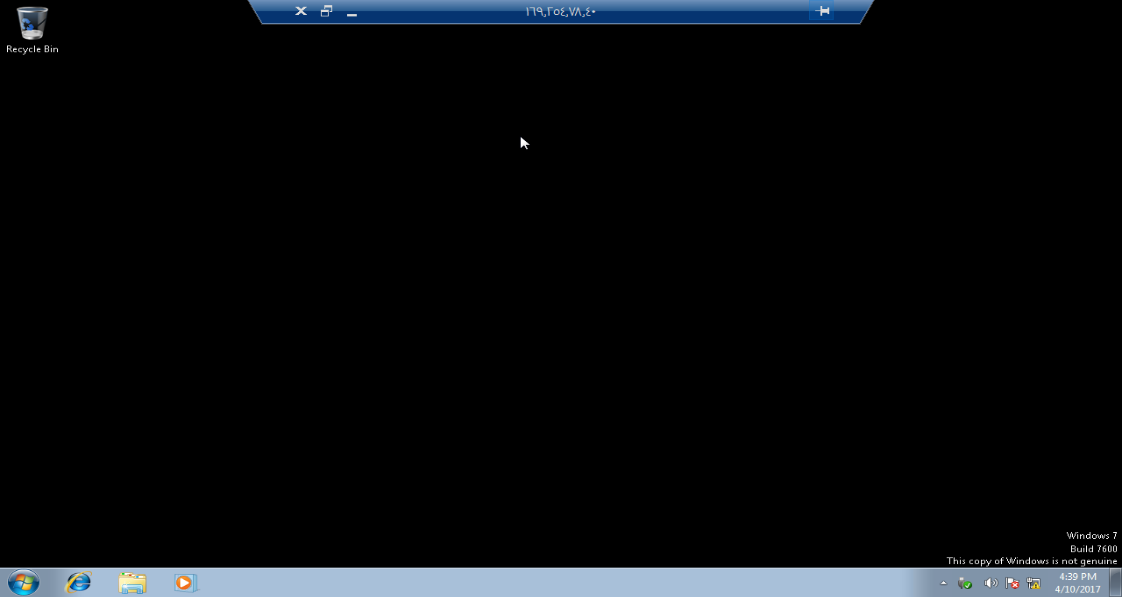 ١٦٩,٢٥٤,٧٨,٤٠
Recycle Bin
Windows 7
Build 7600
This copy of Windows is not genuine
4:39 PM
4/10/2017